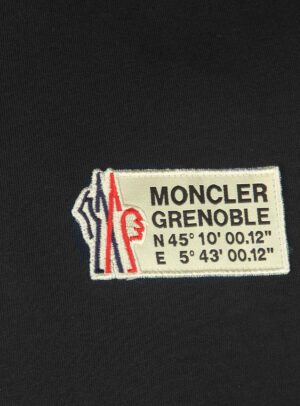 MONCLER
GRENOBLE
N 45° 10' 00.12"
E 5° 43' 00.12"